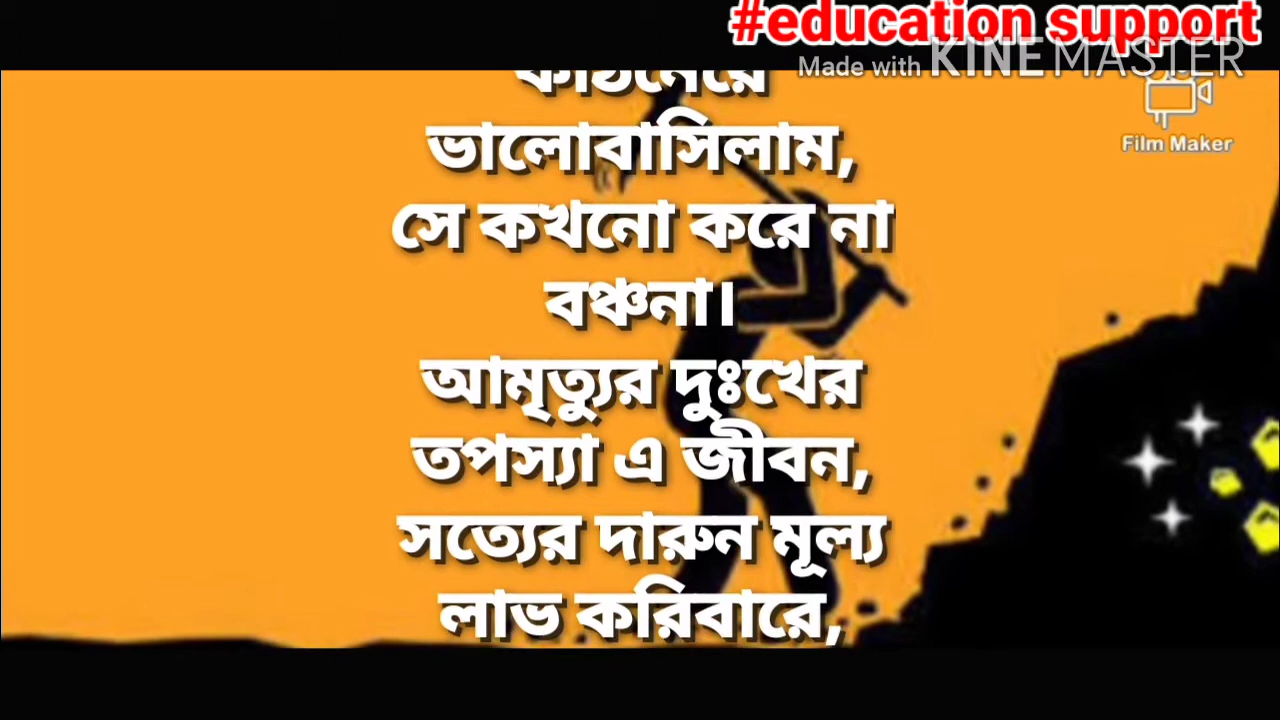 #education support
Made with KINEMASTER
Film Maker
ভালোবাসিলাম,
সে কখনো করে না
বঞ্চনা।
আমৃত্যুর দুঃখের
তপস্যা এ জীবন,
সত্যের দারুন মূল্য
লাভ করিবারে,